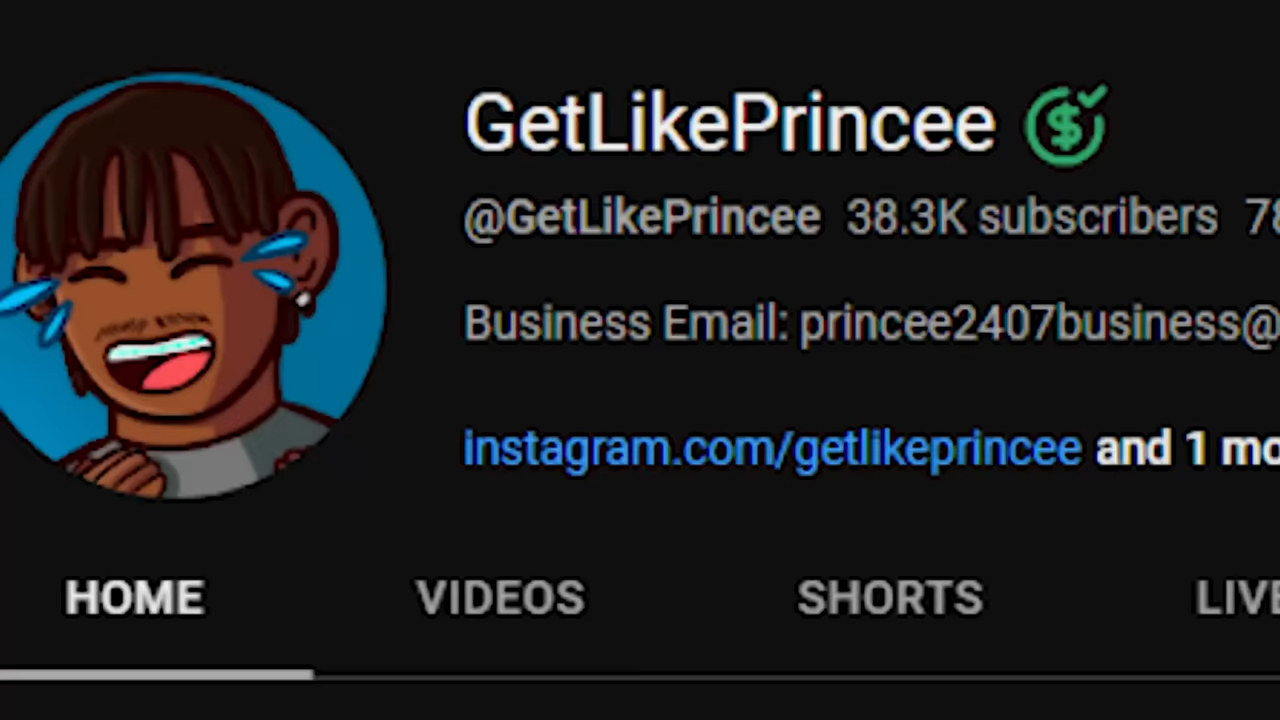 GetLikePrincee
@GetLikePrincee 38.3K subscribers
Business Email: princee2407business@
instagram.com/getlikeprincee and 1
HOME VIDEOS SHORTS